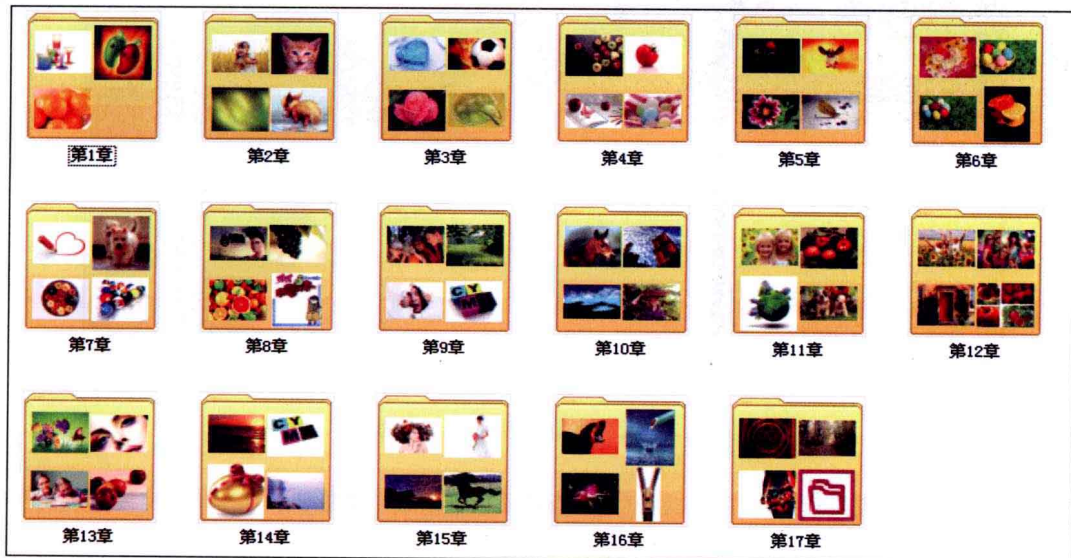 第1章
第2章
第3章
第4章
第5章
第6章
第7章
第8章
第9章
第10章
第11章
第12章
第13章
第14章
第15章
第16章
第17章